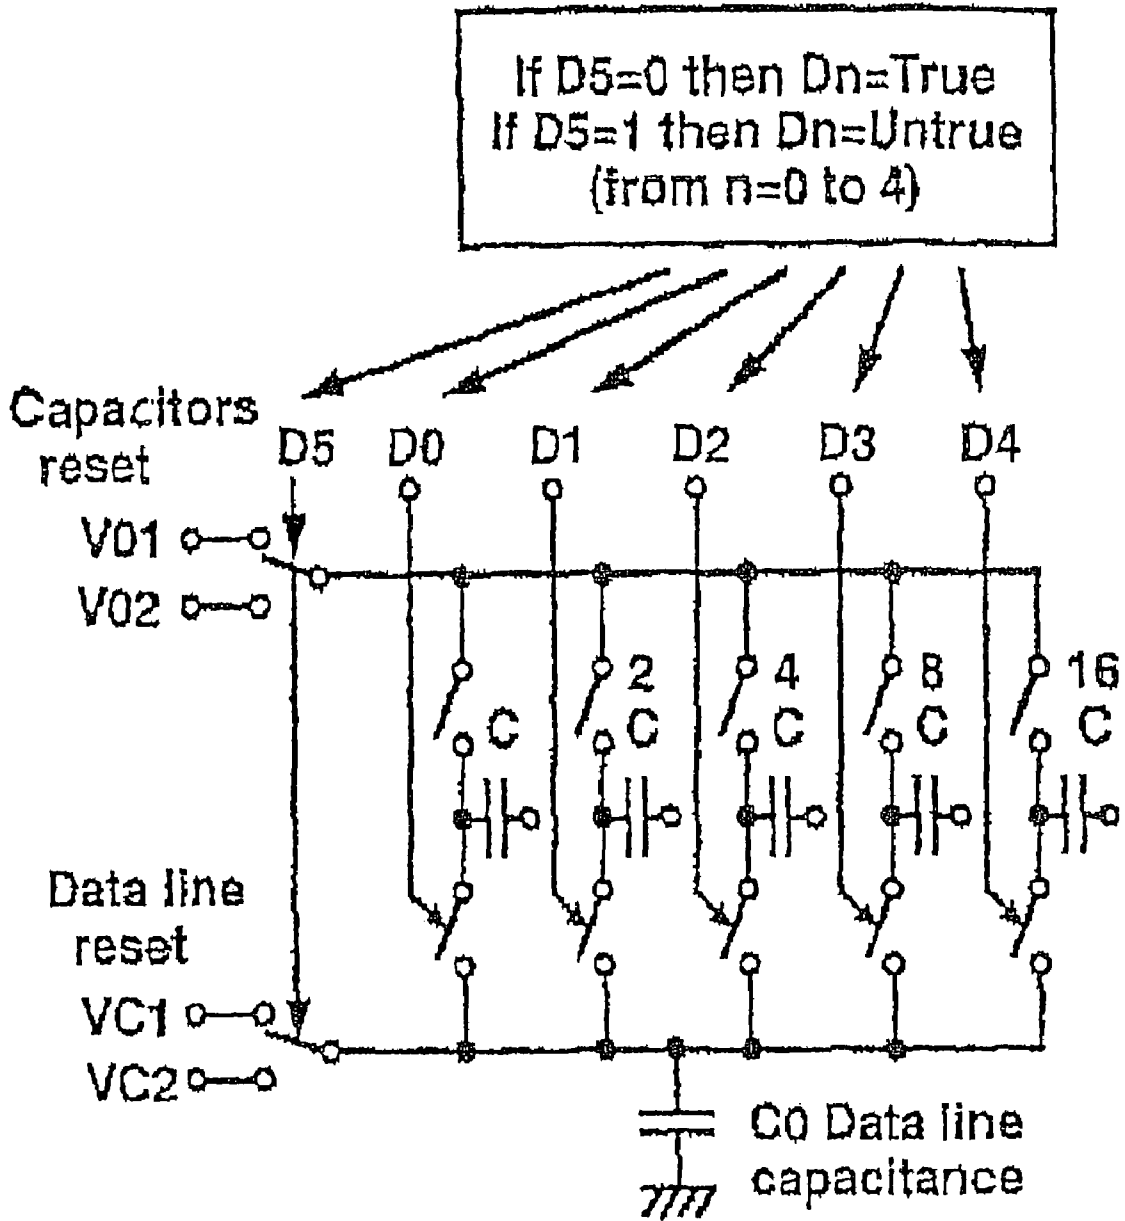 If D5=0 then Dn=True
If D5=1 then Dn=Untrue
(from n=0 to 4)
Capacitors
reset
D5 D0 D1 D2 D3 D4
V01
V02
2 4 8 16
C C C C C
Data line
reset
VC1
VC2
C0 Data line
capacitance